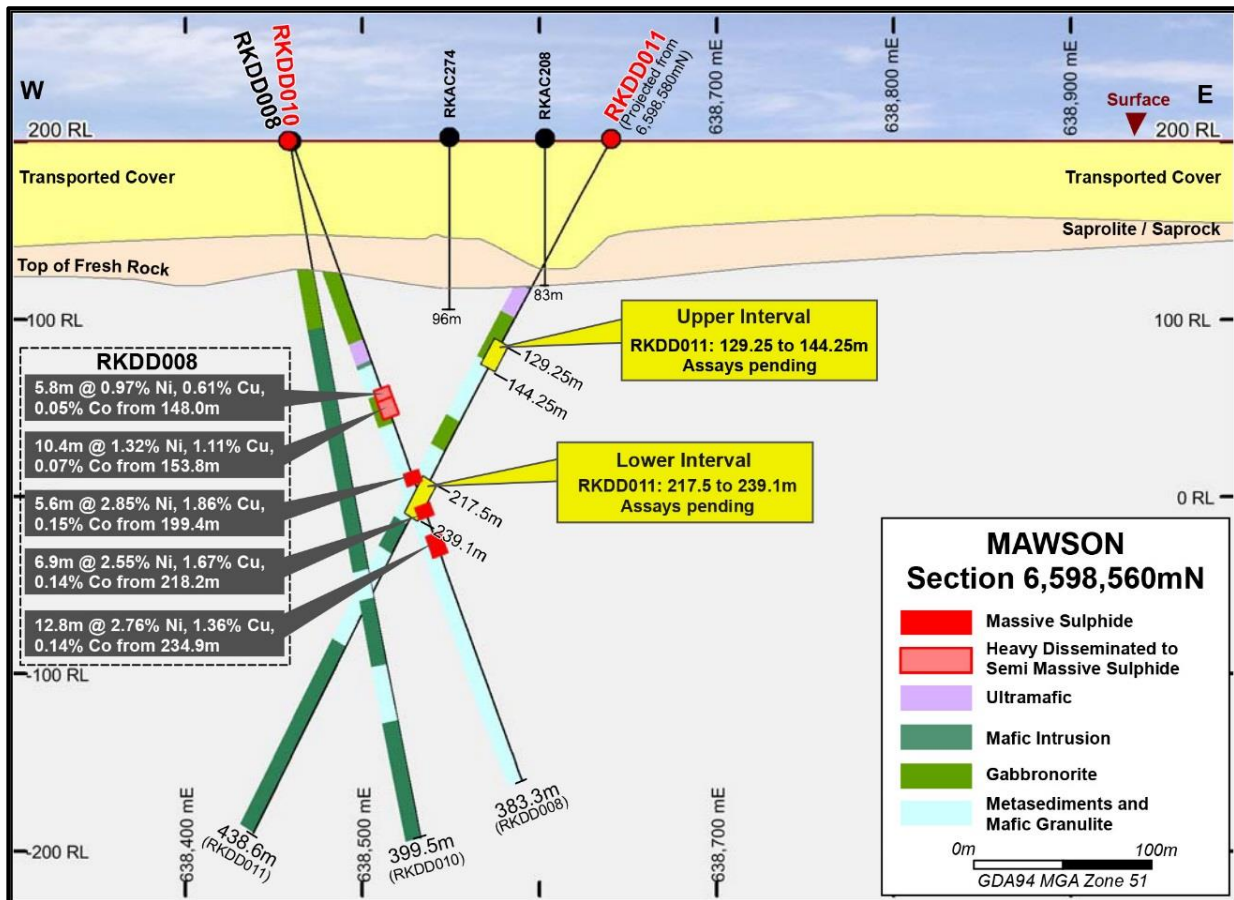 W
E
RKDD008
RKDD010
RKAC274
RKAC208
RKDD011
(Projected from
6,598,580mN)
638,700 mE
638,800 mE
638,900 mE
Surface
200 RL
200 RL
Transported Cover
Transported Cover
Saprolite / Saprock
Top of Fresh Rock
96m
83m
100 RL
100 RL
Upper Interval
RKDD011: 129.25 to 144.25m
Assays pending
129.25m
144.25m
RKDD008
5.8m @ 0.97% Ni, 0.61% Cu,
0.05% Co from 148.0m
10.4m @ 1.32% Ni, 1.11% Cu,
0.07% Co from 153.8m
5.6m @ 2.85% Ni, 1.86% Cu,
0.15% Co from 199.4m
6.9m @ 2.55% Ni, 1.67% Cu,
0.14% Co from 218.2m
12.8m @ 2.76% Ni, 1.36% Cu,
0.14% Co from 234.9m
Lower Interval
RKDD011: 217.5 to 239.1m
Assays pending
217.5m
239.1m
0 RL
-100 RL
-200 RL
638,400 mE
638,500 mE
638,700 mE
438.6m
(RKDD011)
399.5m
(RKDD010)
383.3m
(RKDD008)
MAWSON
Section 6,598,560mN
Massive Sulphide
Heavy Disseminated to
Semi Massive Sulphide
Ultramafic
Mafic Intrusion
Gabbronorite
Metasediments and
Mafic Granulite
0m
100m
GDA94 MGA Zone 51